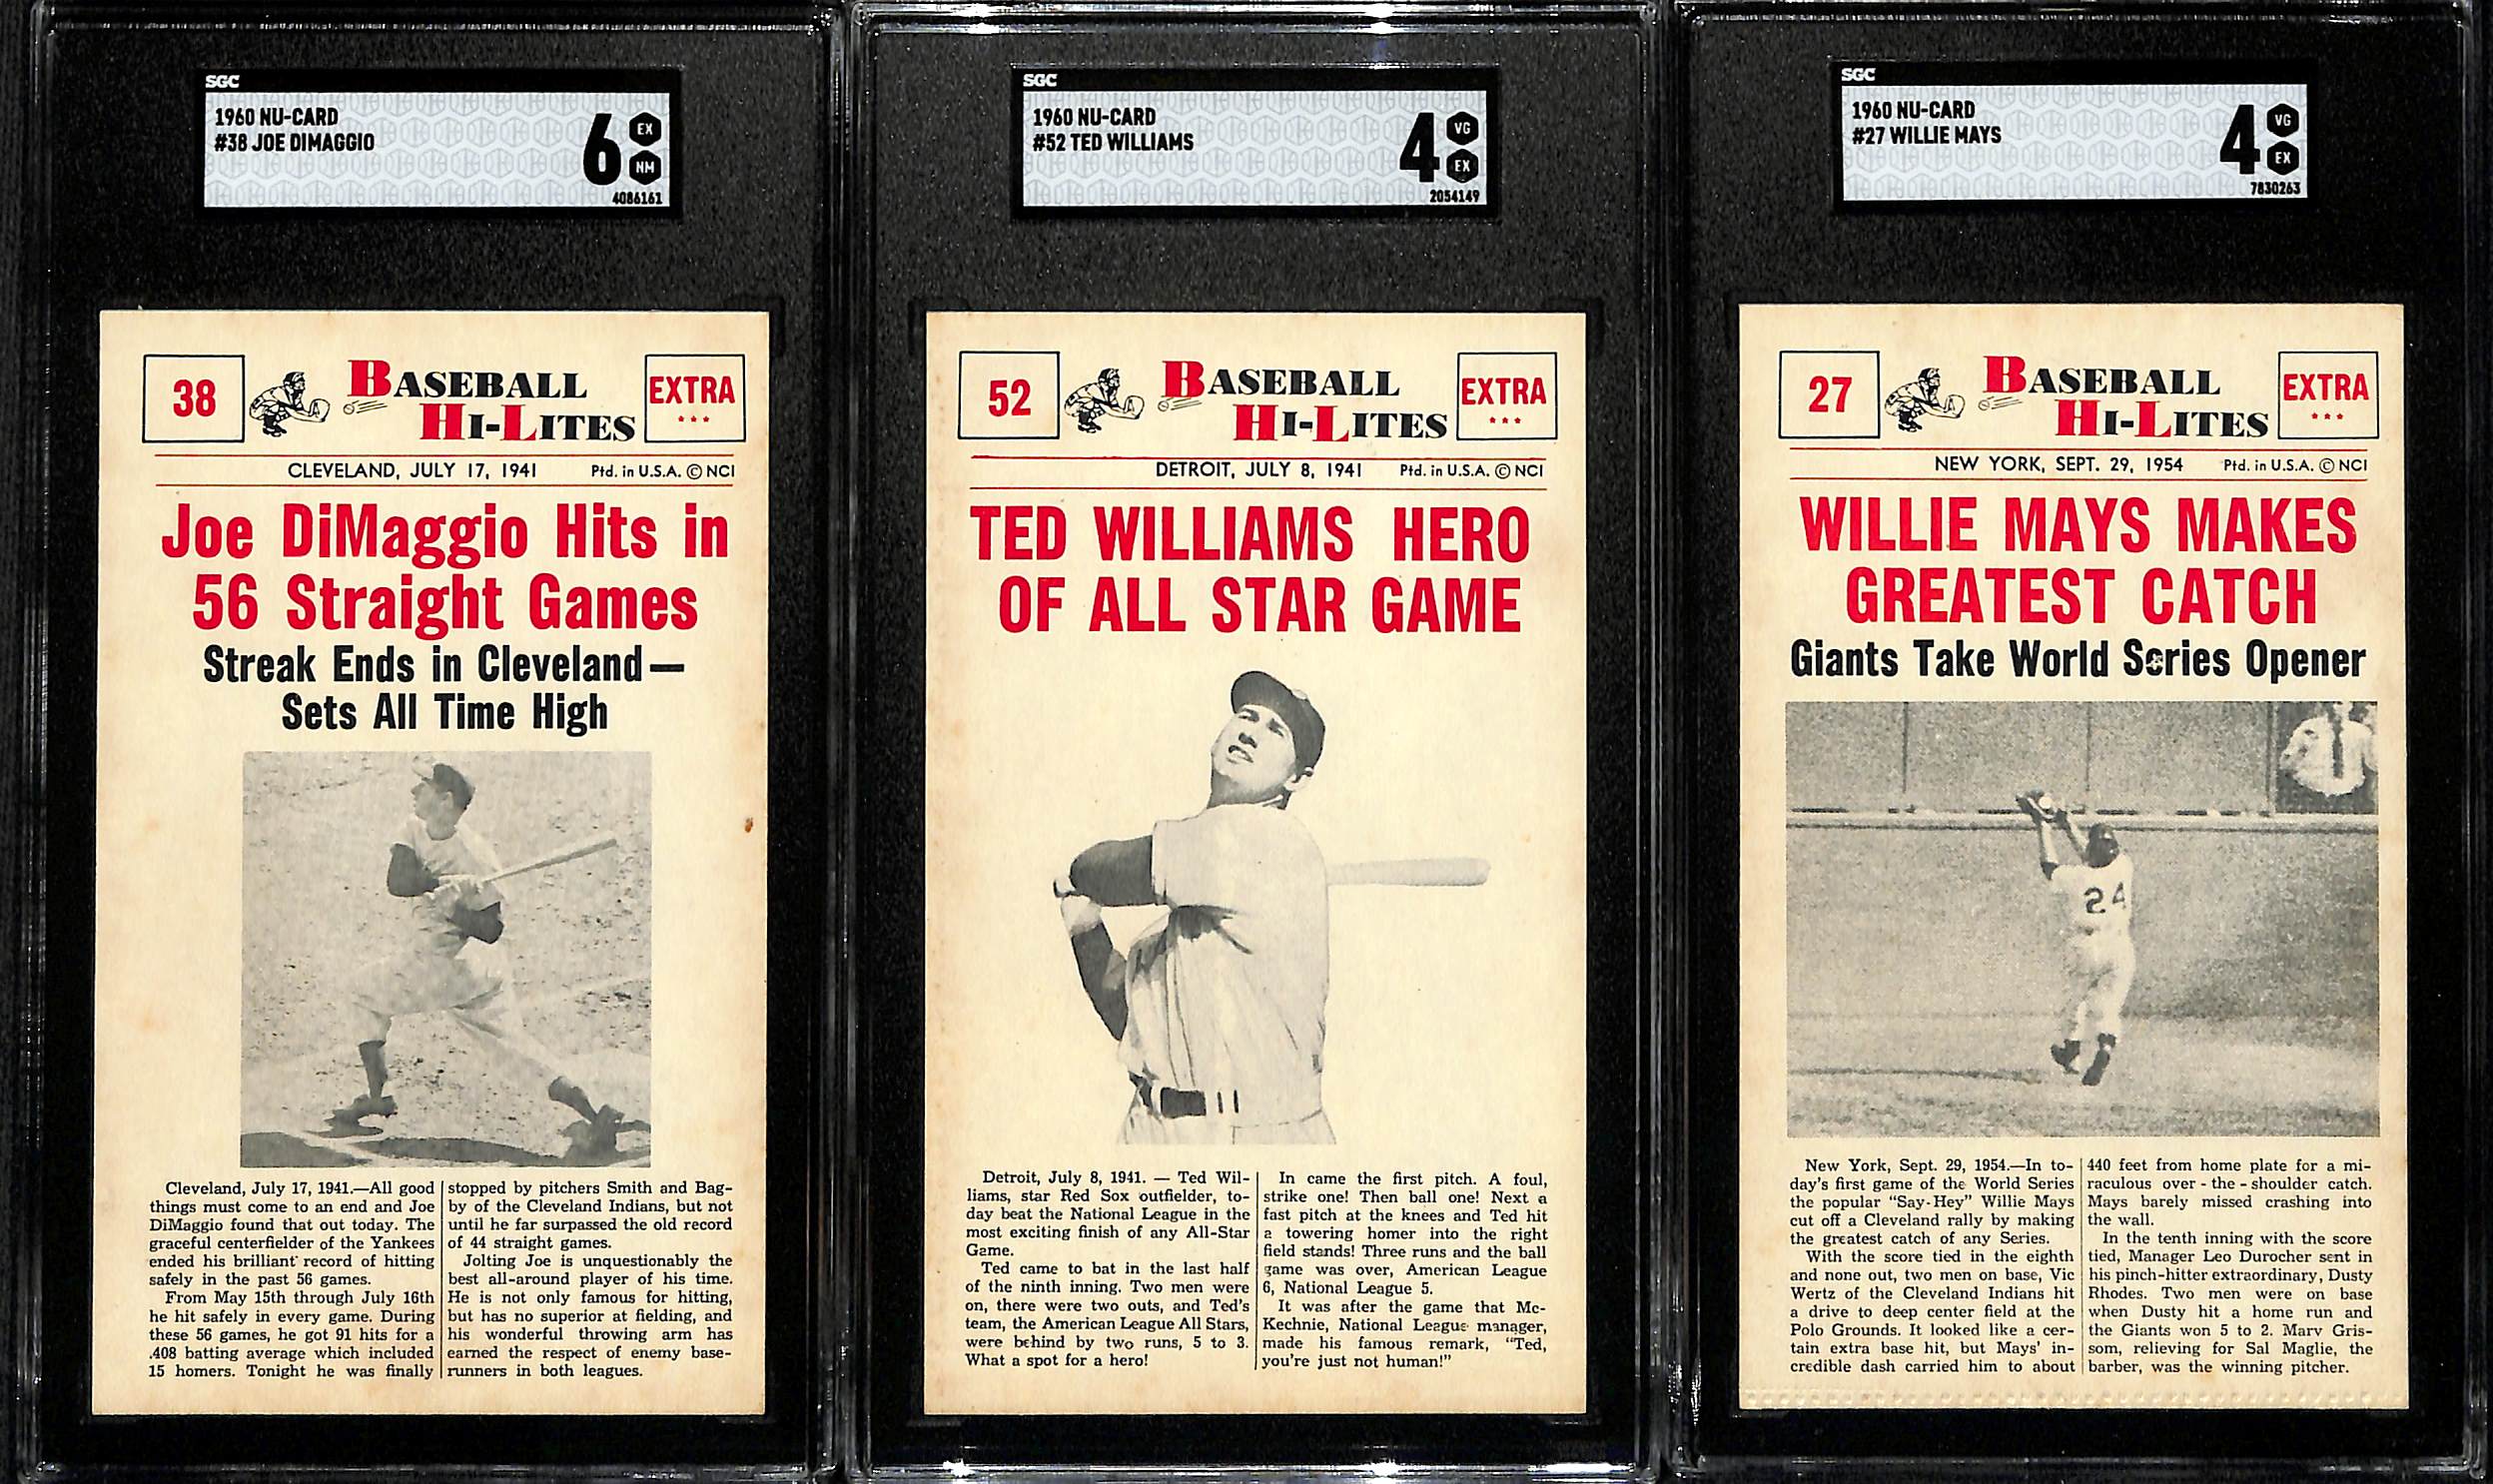 SGC
1960 NU-CARD
#38 JOE DIMAGGIO
6
EX
NM
4086161
38
BASEBALL
HI-LITES
EXTRA
CLEVELAND, JULY 17, 1941
Ptd. in U.S.A. © NCI
Joe DiMaggio Hits in
56 Straight Games
Streak Ends in Cleveland—
Sets All Time High
Cleveland, July 17, 1941.—All good
things must come to an end and Joe
DiMaggio found that out today. The
graceful centerfielder of the Yankees
ended his brilliant record of hitting
safely in the past 56 games.
From May 15th through July 16th
he hit safely in every game. During
these 56 games, he got 91 hits for a
.408 batting average which included
15 homers. Tonight he was finally
stopped by pitchers Smith and Bag-
by of the Cleveland Indians, but not
until he far surpassed the old record
of 44 straight games.
Jolting Joe is unquestionably the
best all-around player of his time.
He is not only famous for hitting,
but has no superior at fielding, and
his wonderful throwing arm has
earned the respect of enemy base-
runners in both leagues.
SGC
1960 NU-CARD
#52 TED WILLIAMS
4
VG
EX
2054149
52
BASEBALL
HI-LITES
EXTRA
DETROIT, JULY 8, 1941
Ptd. in U.S.A. © NCI
TED WILLIAMS HERO
OF ALL STAR GAME
Detroit, July 8, 1941. — Ted Wil-
liams, star Red Sox outfielder, to-
day beat the National League in the
most exciting finish of any All-Star
Game.
Ted came to bat in the last half
of the ninth inning. Two men were
on, there were two outs, and Ted's
team, the American League All Stars,
were behind by two runs, 5 to 3.
What a spot for a hero!
In came the first pitch. A foul,
strike one! Then ball one! Next a
fast pitch at the knees and Ted hit
a towering homer into the right
field stands! Three runs and the ball
game was over, American League
6, National League 5.
It was after the game that Mc-
Kechnie, National League manager,
made his famous remark, "Ted,
you're just not human!"
SGC
1960 NU-CARD
#27 WILLIE MAYS
4
VG
EX
7830263
27
BASEBALL
HI-LITES
EXTRA
NEW YORK, SEPT. 29, 1954
Ptd. in U.S.A. © NCI
WILLIE MAYS MAKES
GREATEST CATCH
Giants Take World Series Opener
24
New York, Sept. 29, 1954.—In to-
day's first game of the World Series
the popular "Say-Hey" Willie Mays
cut off a Cleveland rally by making
the greatest catch of any Series.
With the score tied in the eighth
and none out, two men on base, Vic
Wertz of the Cleveland Indians hit
a drive to deep center field at the
Polo Grounds. It looked like a cer-
tain extra base hit, but Mays' in-
credible dash carried him to about
440 feet from home plate for a mi-
raculous over - the - shoulder catch.
Mays barely missed crashing into
the wall.
In the tenth inning with the score
tied, Manager Leo Durocher sent in
his pinch-hitter extraordinary, Dusty
Rhodes. Two men were on base
when Dusty hit a home run and
the Giants won 5 to 2. Marv Gris-
som, relieving for Sal Maglie, the
barber, was the winning pitcher.